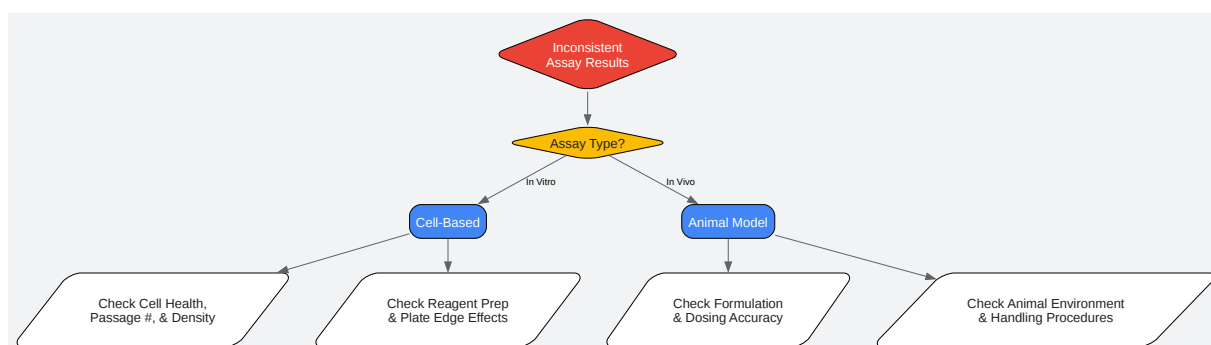 Inconsistent
Assay Results
Assay Type?
In Vitro
In Vivo
Cell-Based
Animal Model
Check Cell Health,
Passage #, & Density
Check Reagent Prep
& Plate Edge Effects
Check Formulation
& Dosing Accuracy
Check Animal Environment
& Handling Procedures